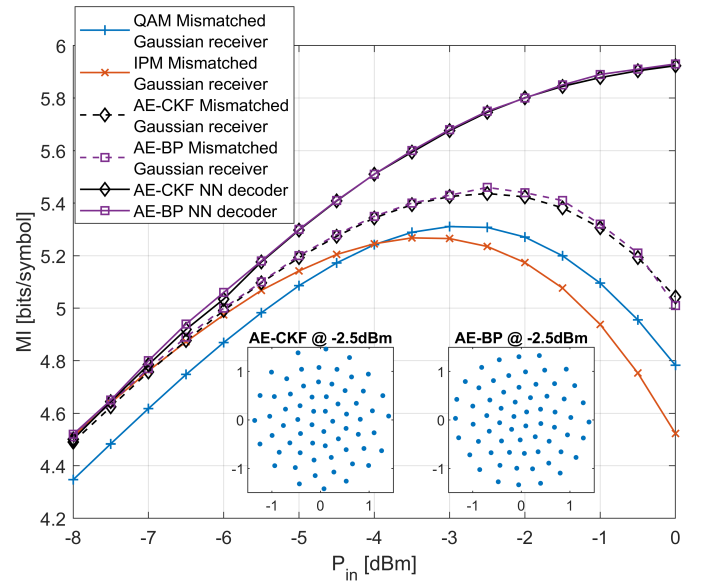 QAM Mismatched
Gaussian receiver
IPM Mismatched
Gaussian receiver
AE-CKF Mismatched
Gaussian receiver
AE-BP Mismatched
Gaussian receiver
AE-CKF NN decoder
AE-BP NN decoder
MI [bits/symbol]
6
5.8
5.6
5.4
5.2
5
4.8
4.6
4.4
4.2
AE-CKF @ -2.5dBm
1
0
-1
-1 0 1
AE-BP @ -2.5dBm
1
0
-1
-1 0 1
-8 -7 -6 -5 -4 -3 -2 -1 0
P_in [dBm]